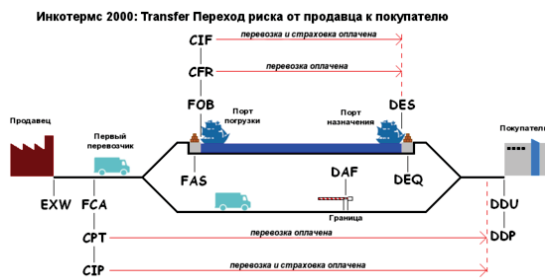 Инкотермс 2000: Transfer Переход риска от продавца к покупателю
CIF перевозка и страховка оплачена
CFR перевозка оплачена
FOB Порт погрузки Порт назначения DES
Продавец
Первый перевозчик
Покупатель
FAS DAF DEQ
EXW FCA Граница DDU
CPT перевозка оплачена DDP
CIP перевозка и страховка оплачена